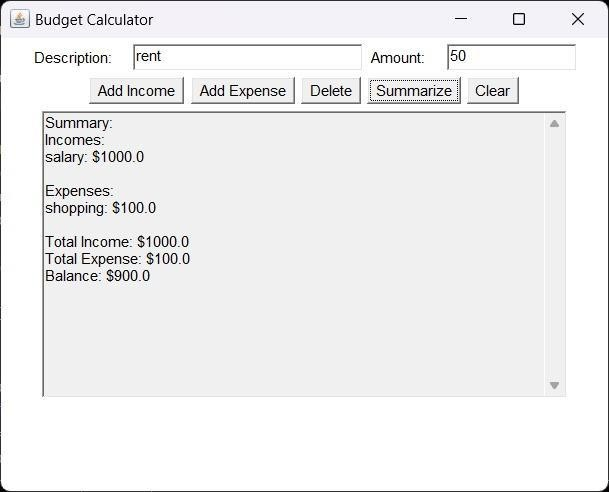 Budget Calculator
Description: rent Amount: 50
Add Income Add Expense Delete Summarize Clear
Summary:
Incomes:
salary: $1000.0
Expenses:
shopping: $100.0
Total Income: $1000.0
Total Expense: $100.0
Balance: $900.0